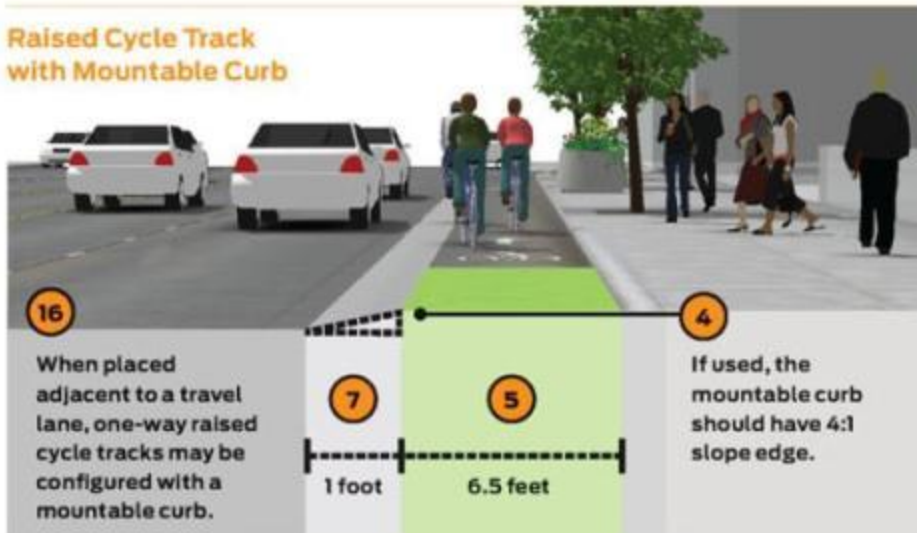 Raised Cycle Track
with Mountable Curb
16
When placed
adjacent to a travel
lane, one-way raised
cycle tracks may be
configured with a
mountable curb.
7
1 foot
5
6.5 feet
4
If used, the
mountable curb
should have 4:1
slope edge.